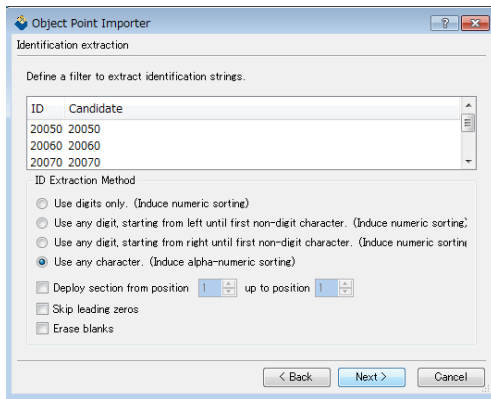 Object Point Importer
Identification extraction
Define a filter to extract identification strings.
ID Candidate
20050 20050
20060 20060
20070 20070
ID Extraction Method
Use digits only. (Induce numeric sorting)
Use any digit, starting from left until first non-digit character. (Induce numeric sorting)
Use any digit, starting from right until first non-digit character. (Induce numeric sortin
Use any character. (Induce alpha-numeric sorting)
Deploy section from position 1 up to position 1
Skip leading zeros
Erase blanks
< Back Next > Cancel